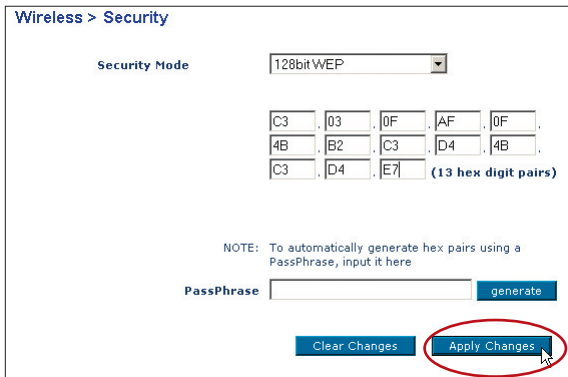 Wireless > Security
Security Mode 128bit WEP
C3 . 03 . 0F . AF . 0F .
4B . B2 . C3 . D4 . 4B .
C3 . D4 . E7 (13 hex digit pairs)
NOTE: To automatically generate hex pairs using a
PassPhrase, input it here
PassPhrase generate
Clear Changes Apply Changes